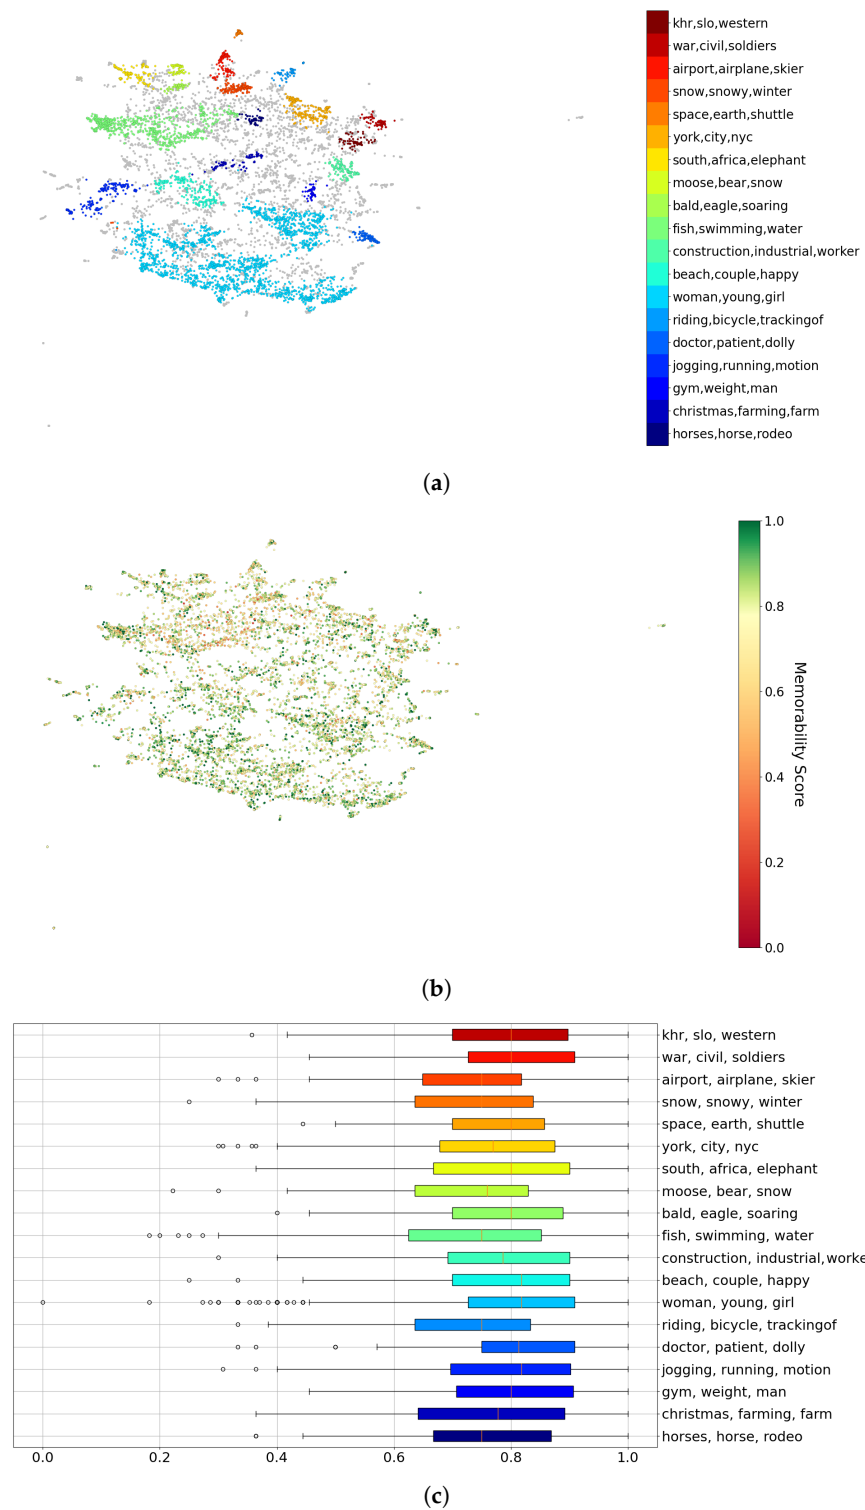 khr,slo,western
war,civil,soldiers
airport,airplane,skier
snow,snowy,winter
space,earth,shuttle
york,city,nyc
south,africa,elephant
moose,bear,snow
bald,eagle,soaring
fish,swimming,water
construction,industrial,worker
beach,couple,happy
woman,young,girl
riding,bicycle,trackingof
doctor,patient,dolly
jogging,running,motion
gym,weight,man
christmas,farming,farm
horses,horse,rodeo
(a)
1.0
0.8
0.6
0.4
0.2
0.0
Memorability Score
(b)
khr, slo, western
war, civil, soldiers
airport, airplane, skier
snow, snowy, winter
space, earth, shuttle
york, city, nyc
south, africa, elephant
moose, bear, snow
bald, eagle, soaring
fish, swimming, water
construction, industrial,worke
beach, couple, happy
woman, young, girl
riding, bicycle, trackingof
doctor, patient, dolly
jogging, running, motion
gym, weight, man
christmas, farming, farm
horses, horse, rodeo
0.0 0.2 0.4 0.6 0.8 1.0
(c)